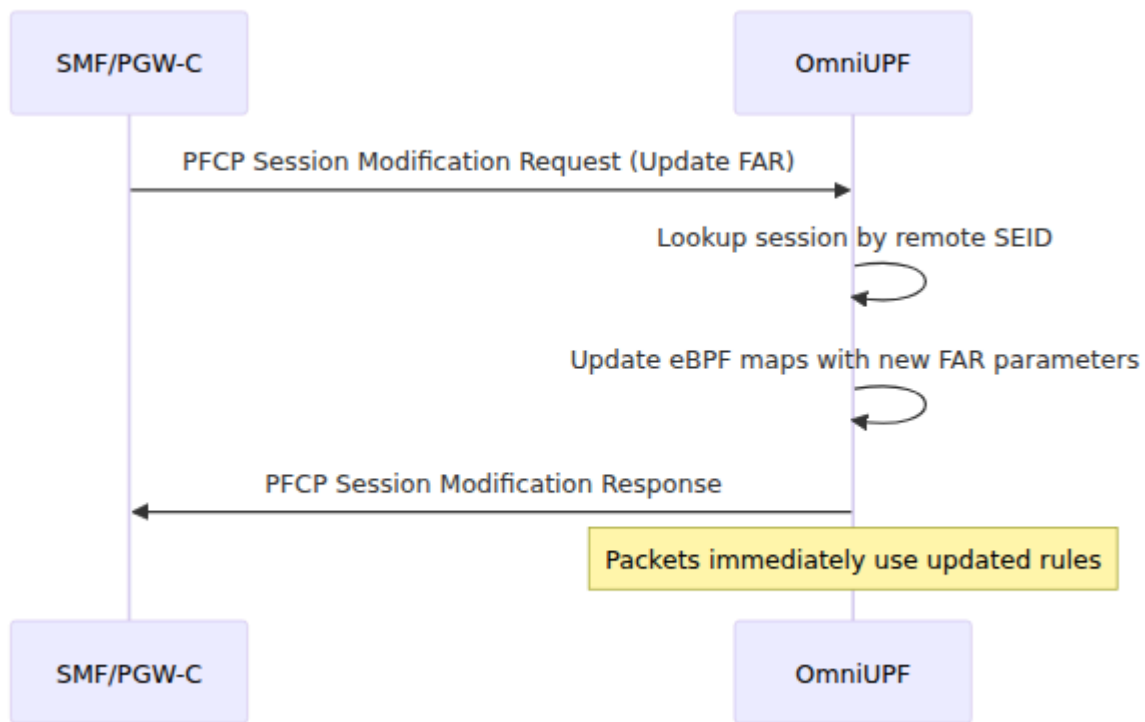 SMF/PGW-C
OmniUPF
PFCP Session Modification Request (Update FAR)
Lookup session by remote SEID
Update eBPF maps with new FAR parameters
PFCP Session Modification Response
Packets immediately use updated rules
SMF/PGW-C
OmniUPF